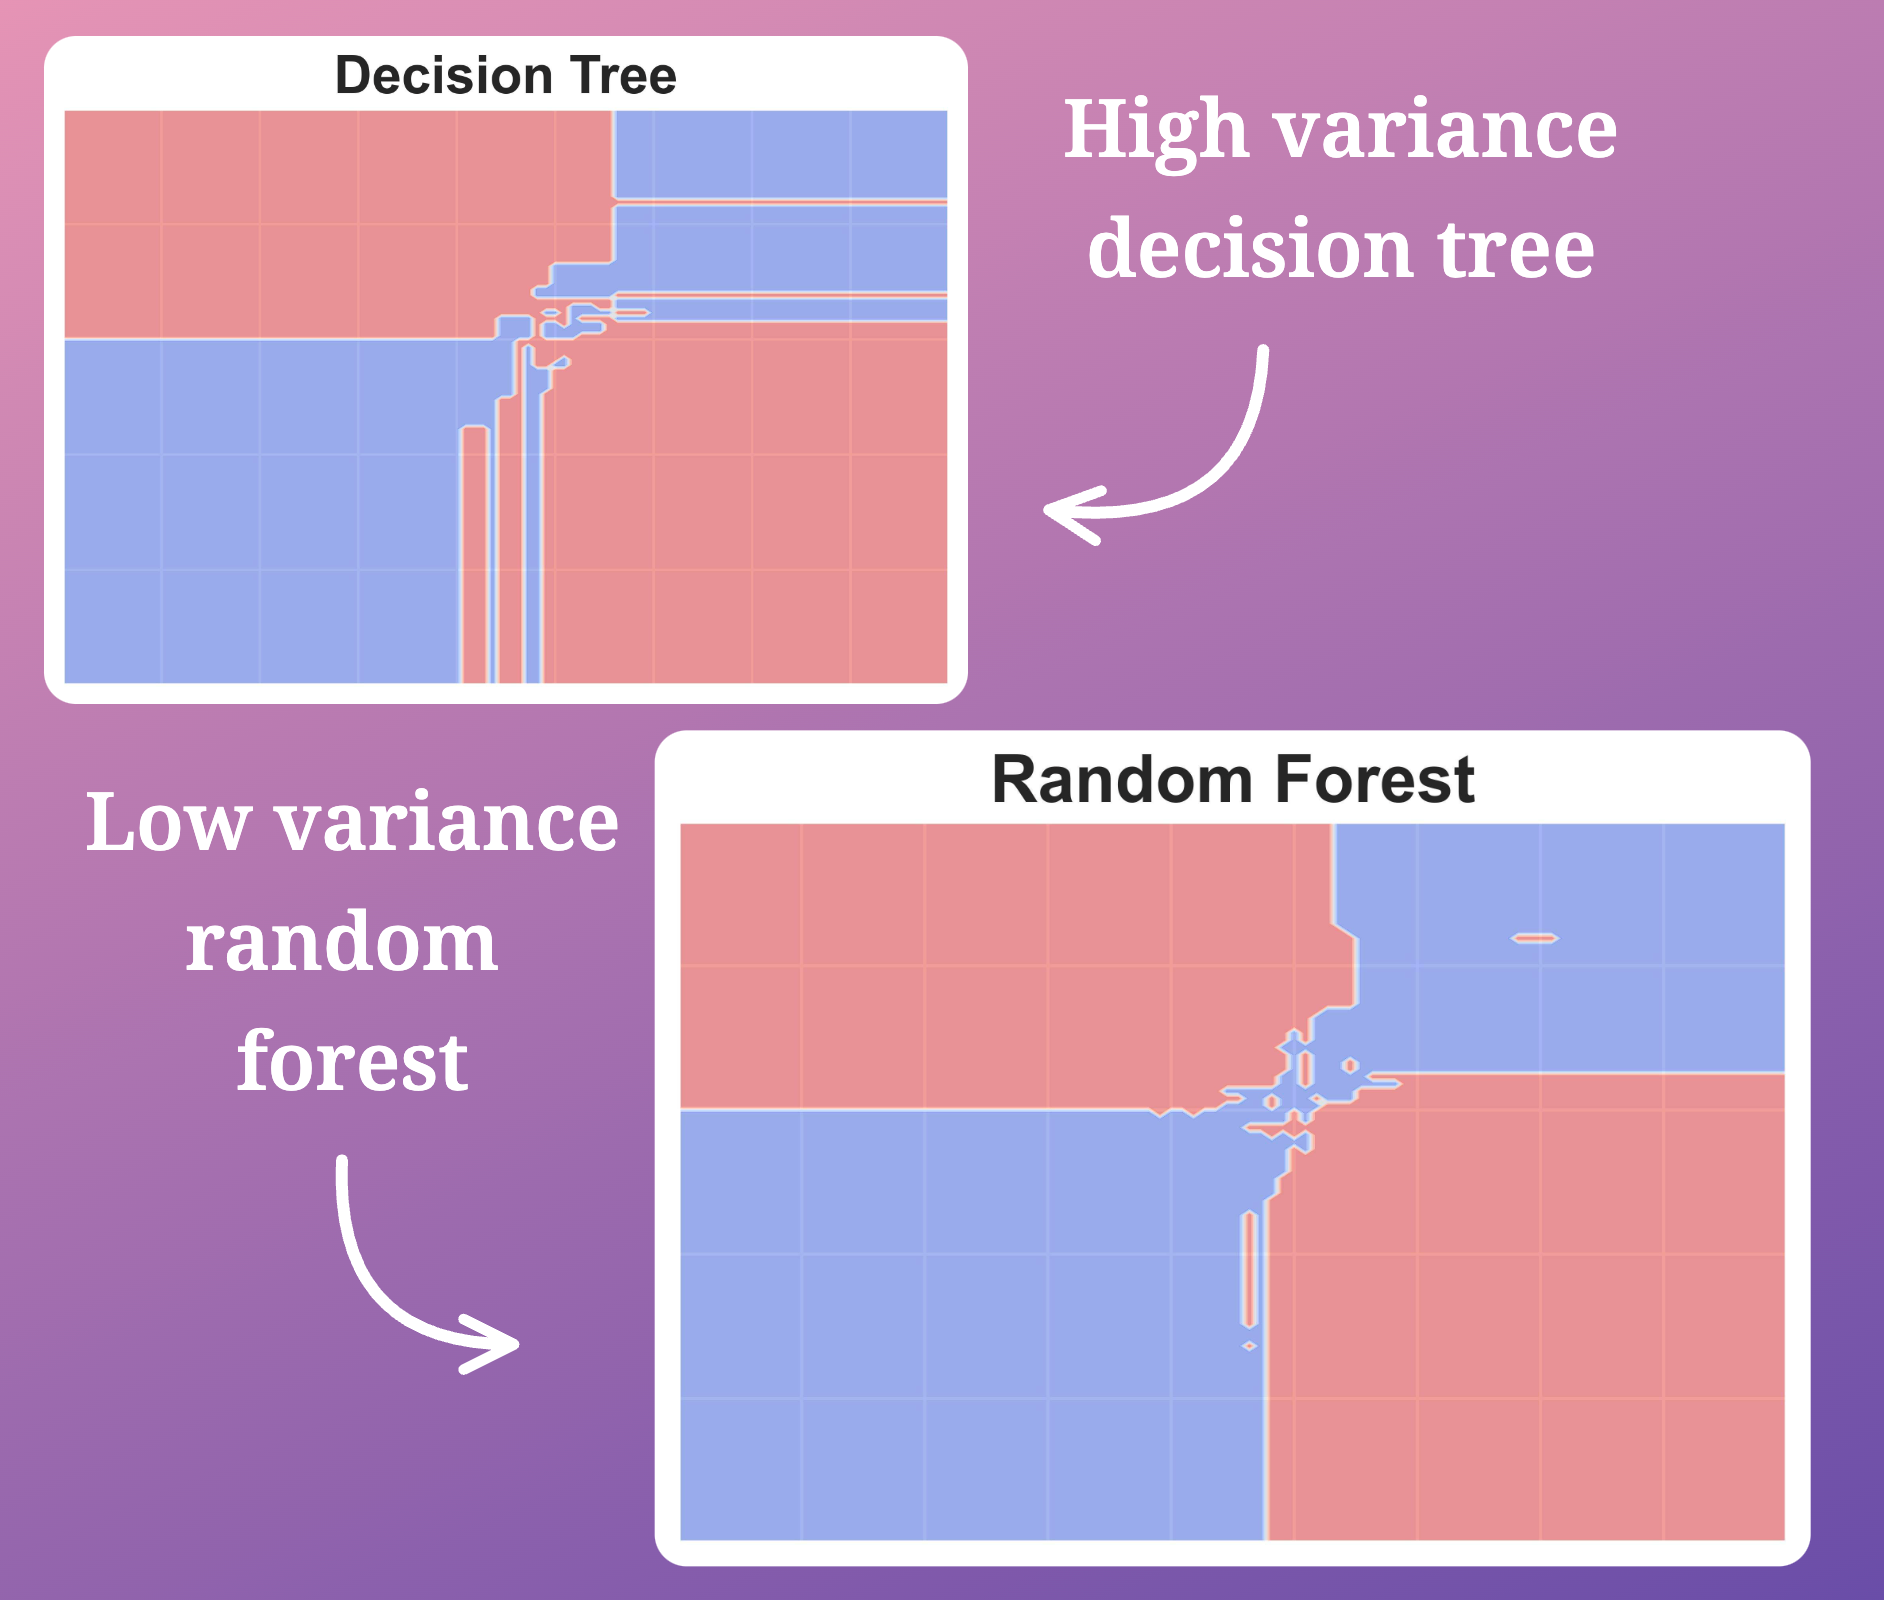 Decision Tree
High variance
decision tree
Low variance
random
forest
Random Forest